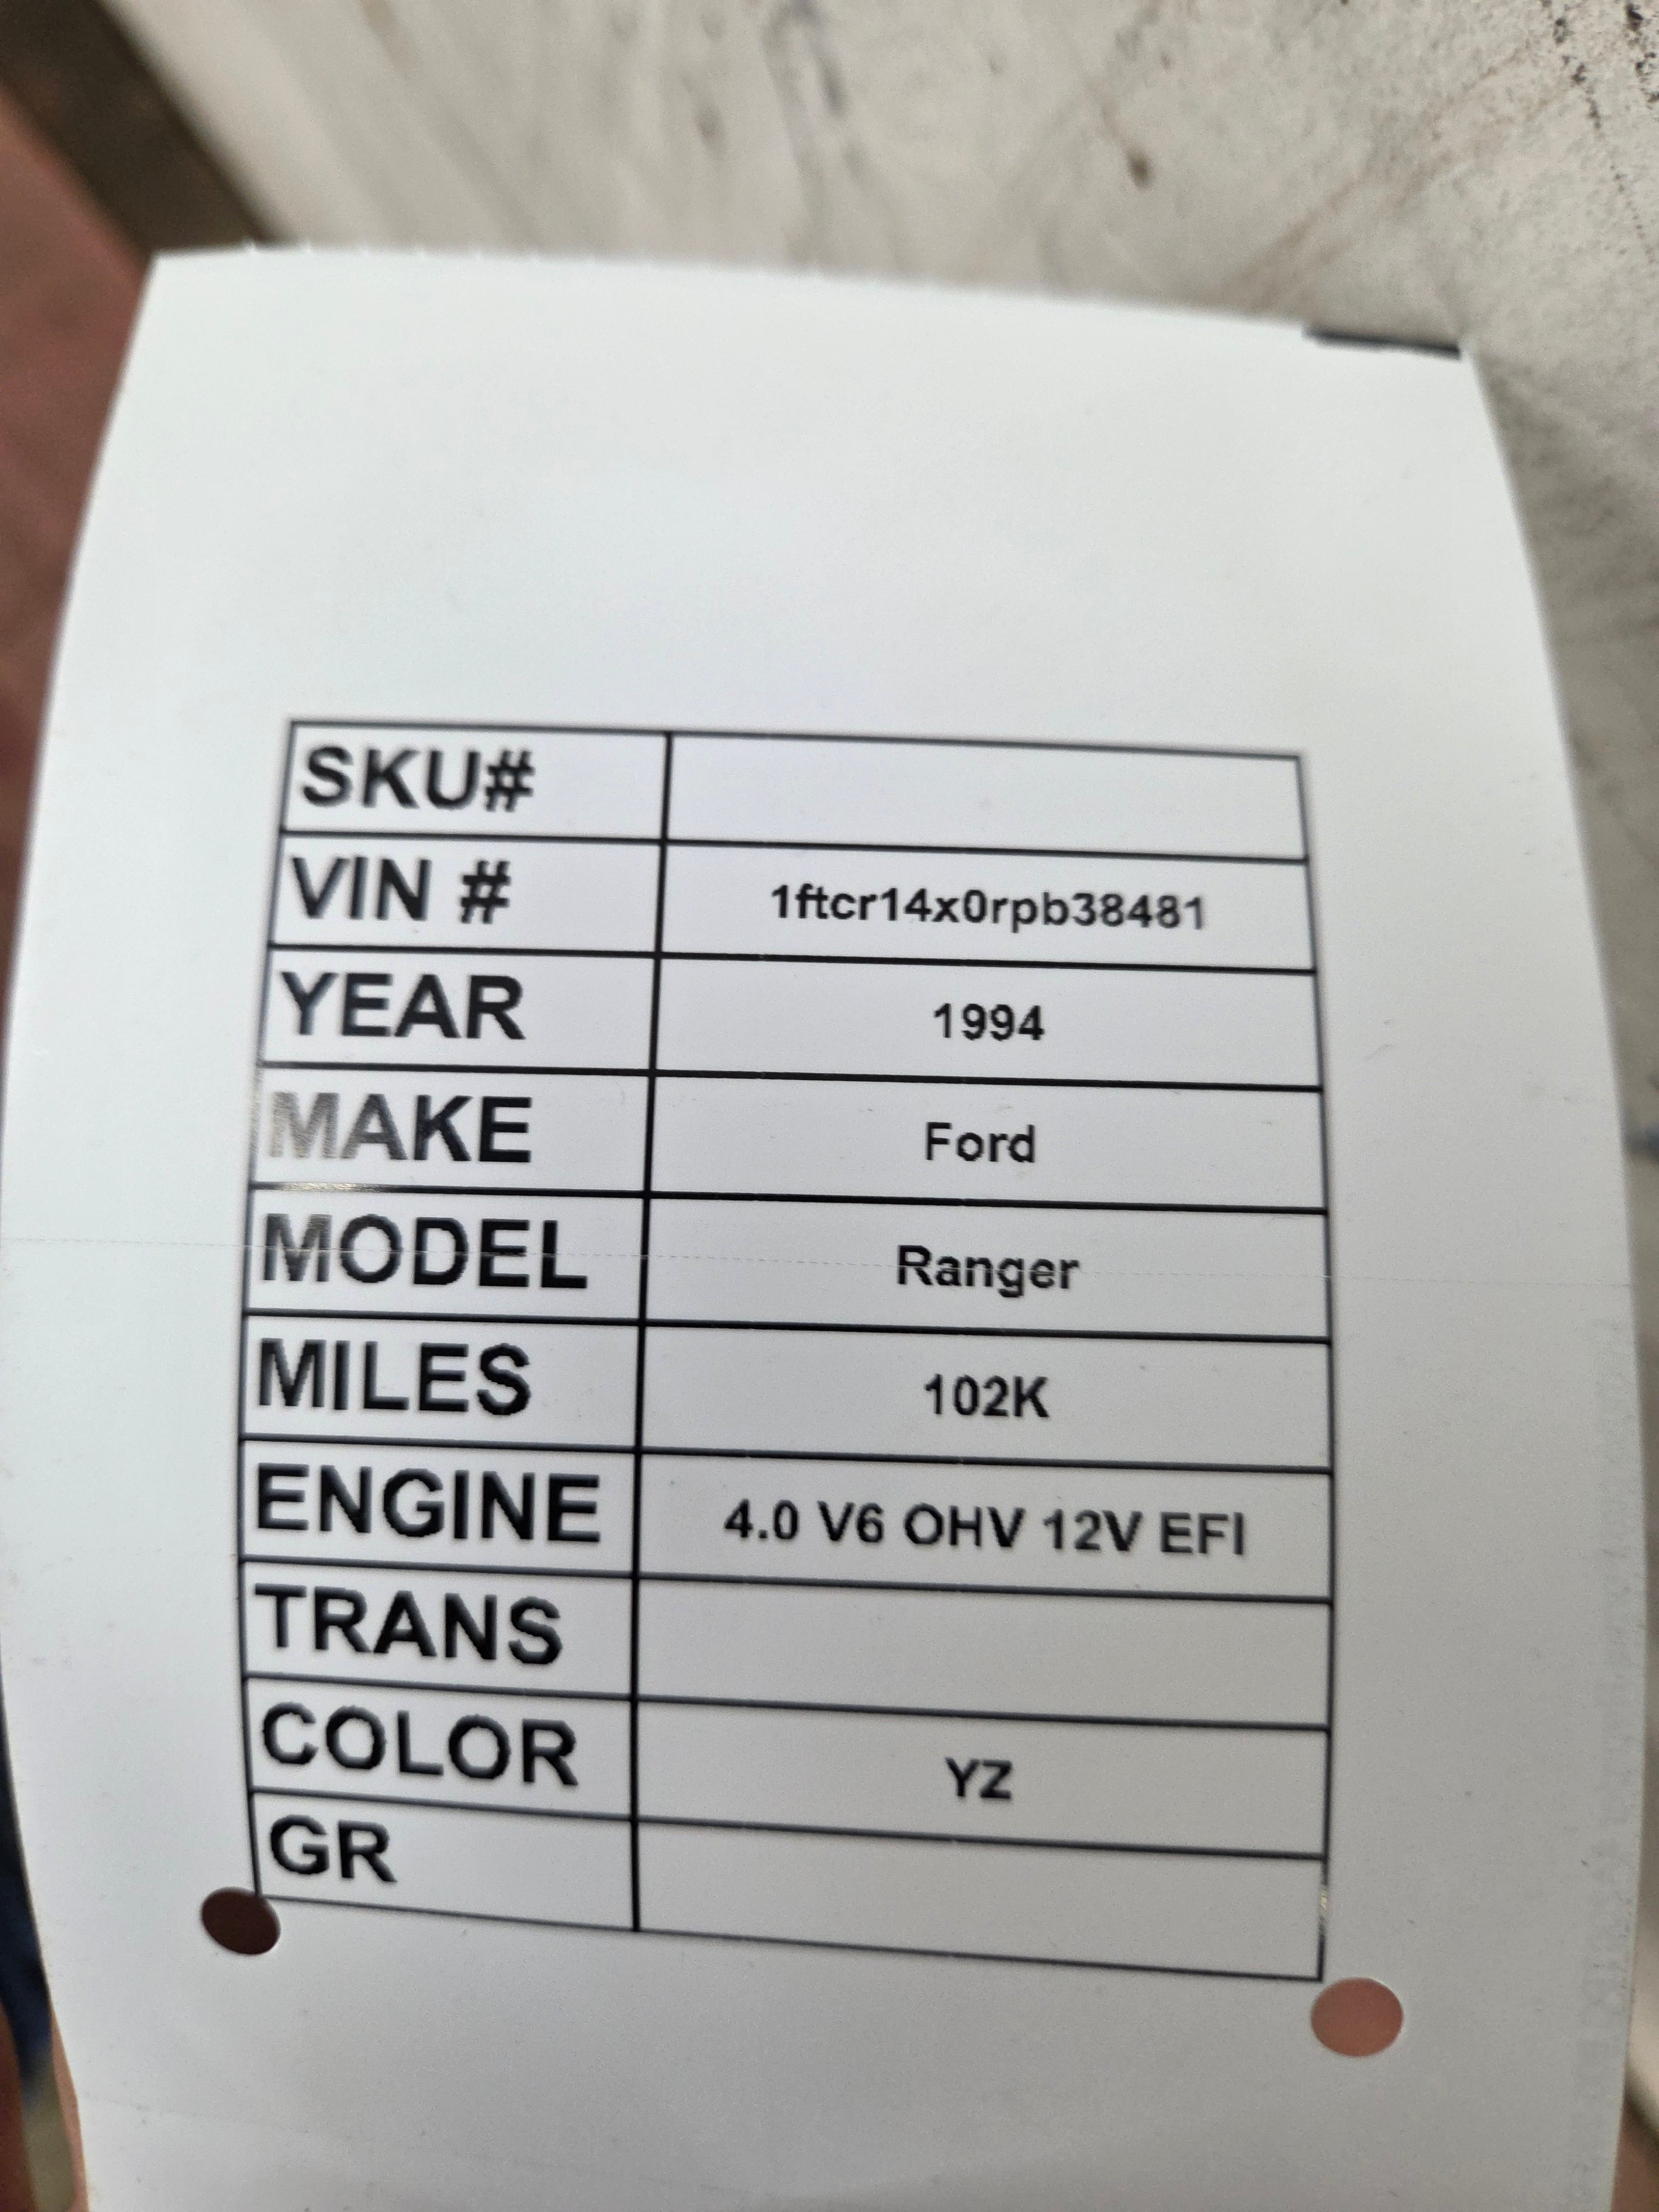 SKU#
VIN # 1ftcr14x0rpb38481
YEAR 1994
MAKE Ford
MODEL Ranger
MILES 102K
ENGINE 4.0 V6 OHV 12V EFI
TRANS
COLOR YZ
GR